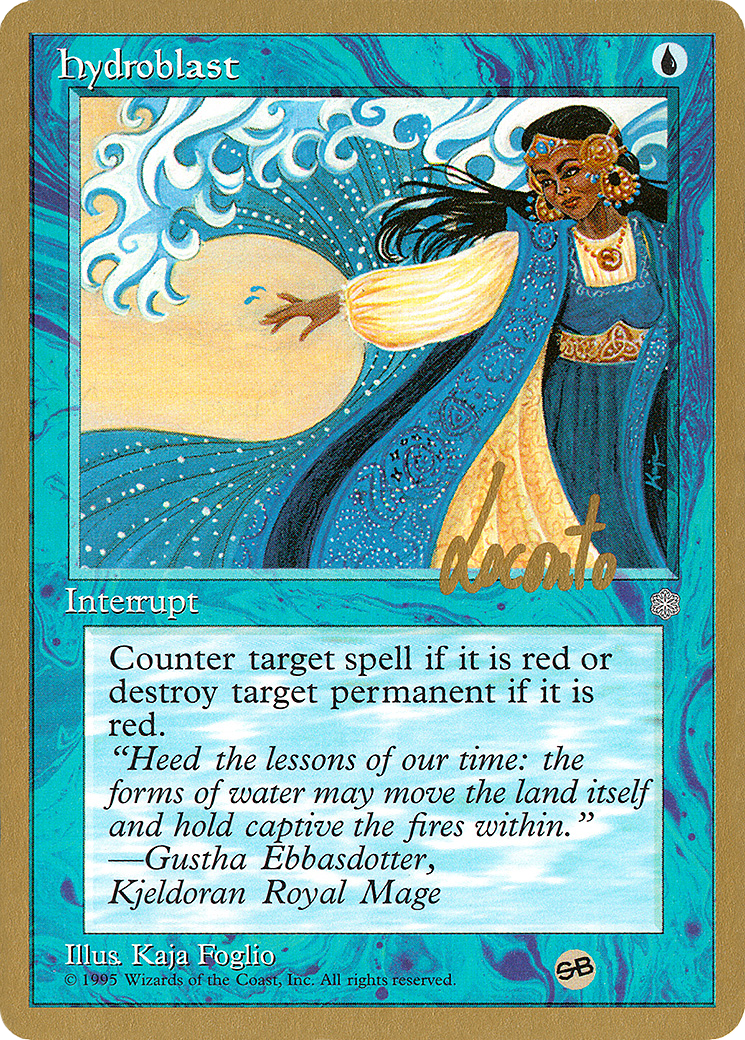 Hydroblast
Kaja
Loconto
Interrupt
Counter target spell if it is red or
destroy target permanent if it is
red.
“Heed the lessons of our time: the
forms of water may move the land itself
and hold captive the fires within.”
—Gustha Ebbasdotter,
Kjeldoran Royal Mage
Illus. Kaja Foglio
© 1995 Wizards of the Coast, Inc. All rights reserved.
SB